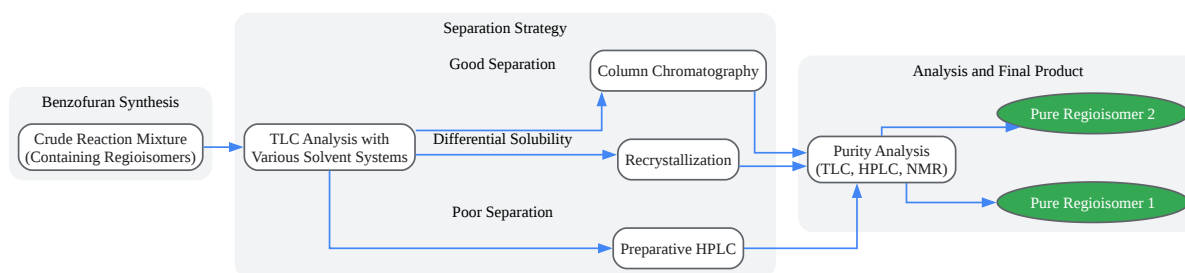 Separation Strategy
Good Separation
Column Chromatography
Analysis and Final Product
Benzofuran Synthesis
Pure Regioisomer 2
Crude Reaction Mixture
(Containing Regioisomers)
TLC Analysis with
Various Solvent Systems
Differential Solubility
Recrystallization
Purity Analysis
(TLC, HPLC, NMR)
Pure Regioisomer 1
Poor Separation
Preparative HPLC